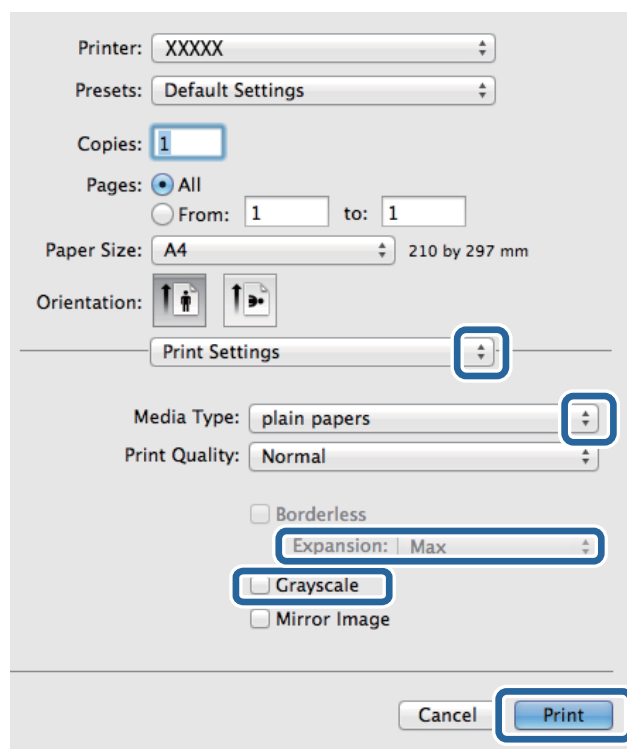 Printer: XXXXX
Presets: Default Settings
Copies: 1
Pages: All
From: 1 to: 1
Paper Size: A4 210 by 297 mm
Orientation:
Print Settings
Media Type: plain papers
Print Quality: Normal
Borderless
Expansion: Max
Grayscale
Mirror Image
Cancel Print